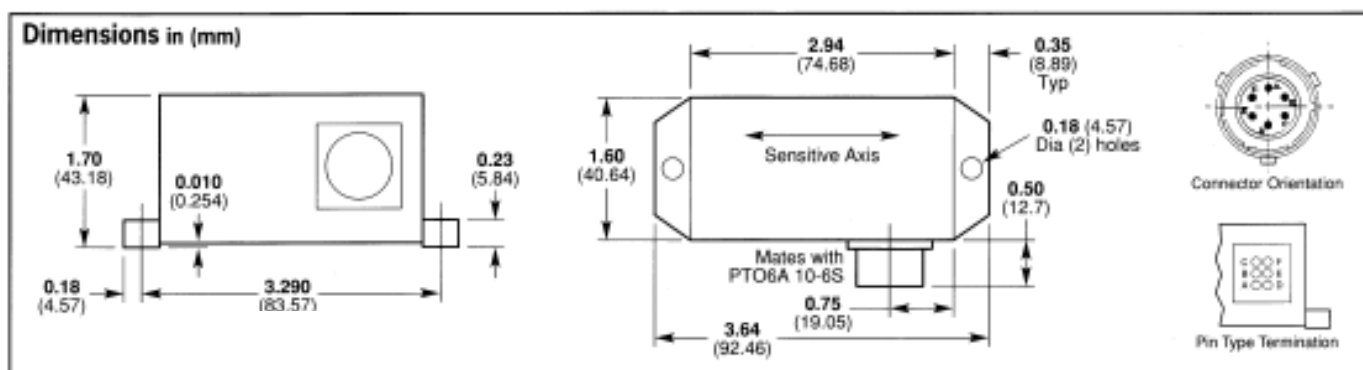 Dimensions in (mm)
1.70
(43.18)
0.010
(0.254)
0.23
(5.84)
0.18
(4.57)
3.290
(83.57)
2.94
(74.68)
0.35
(8.89)
Typ
1.60
(40.64)
Sensitive Axis
0.18 (4.57)
Dia (2) holes
0.50
(12.7)
Mates with
PTO6A 10-6S
0.75
(19.05)
3.64
(92.46)
Connector Orientation
C F
B E
A D
Pin Type Termination